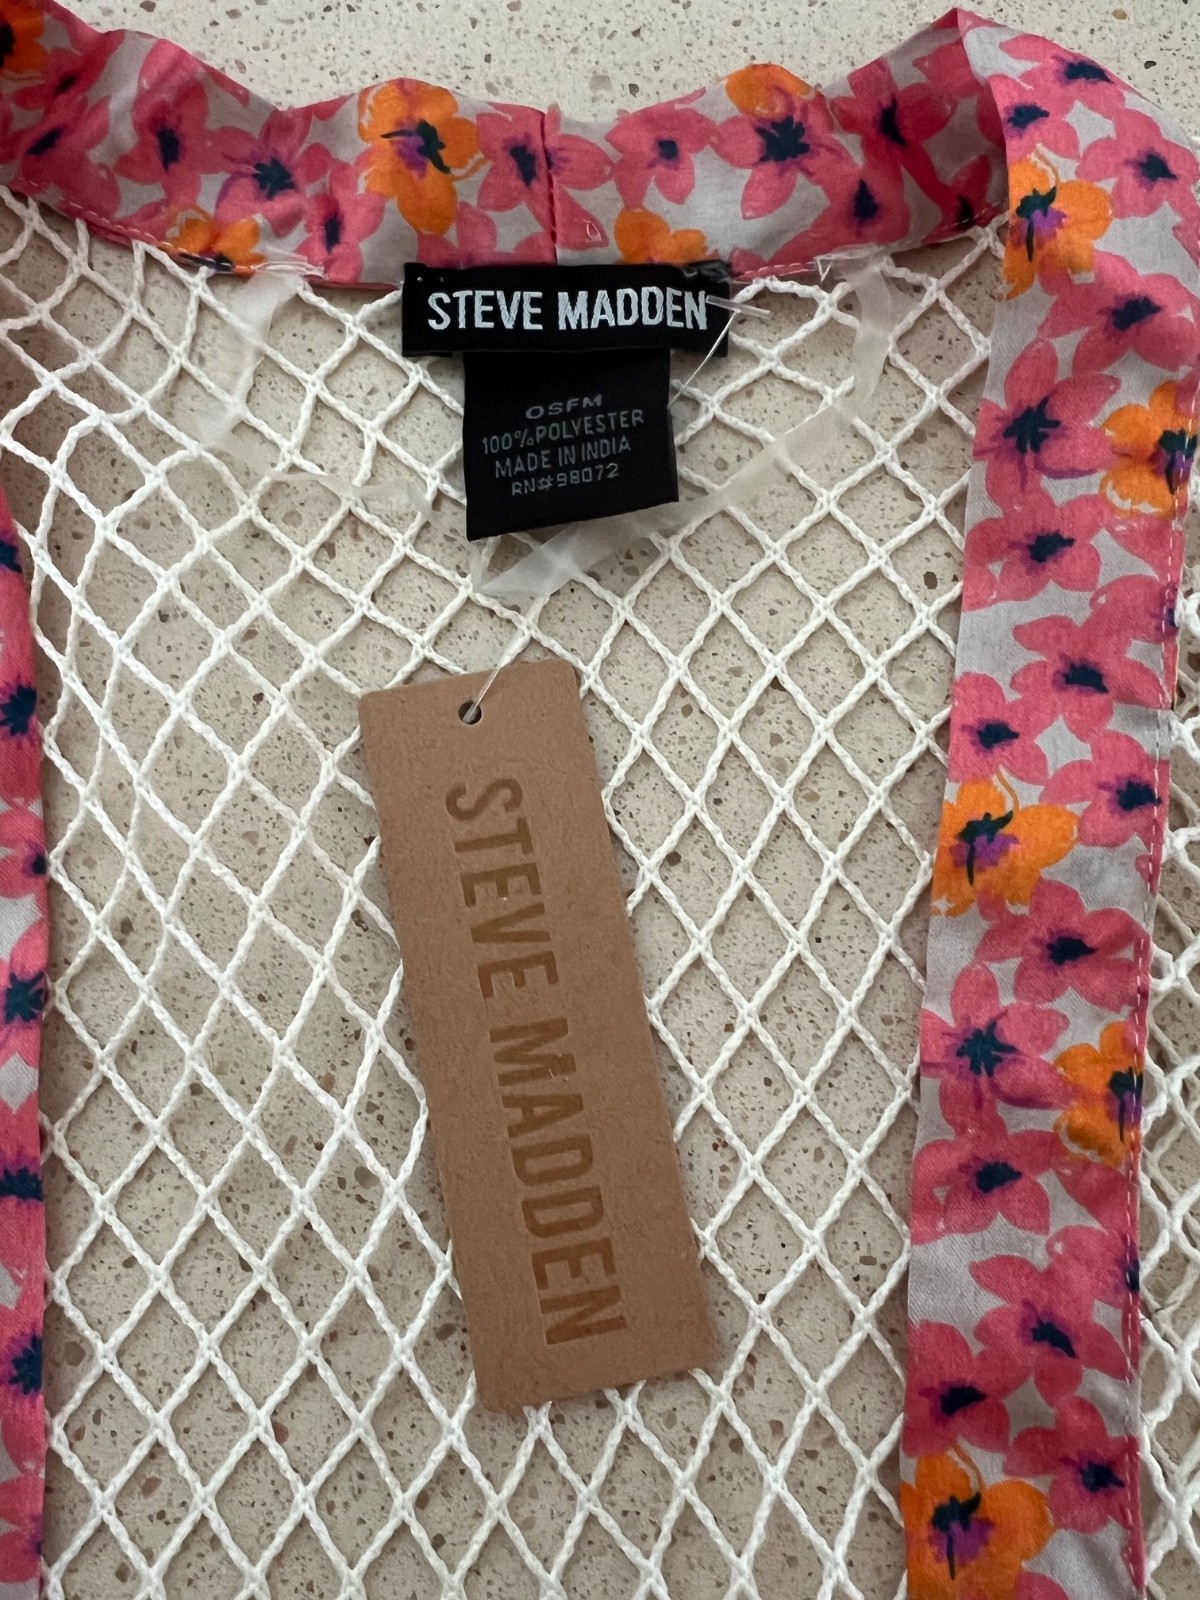 STEVE MADDEN
OSFM
100%POLYESTER
MADE IN INDIA
RN#98072
STEVE MADDEN